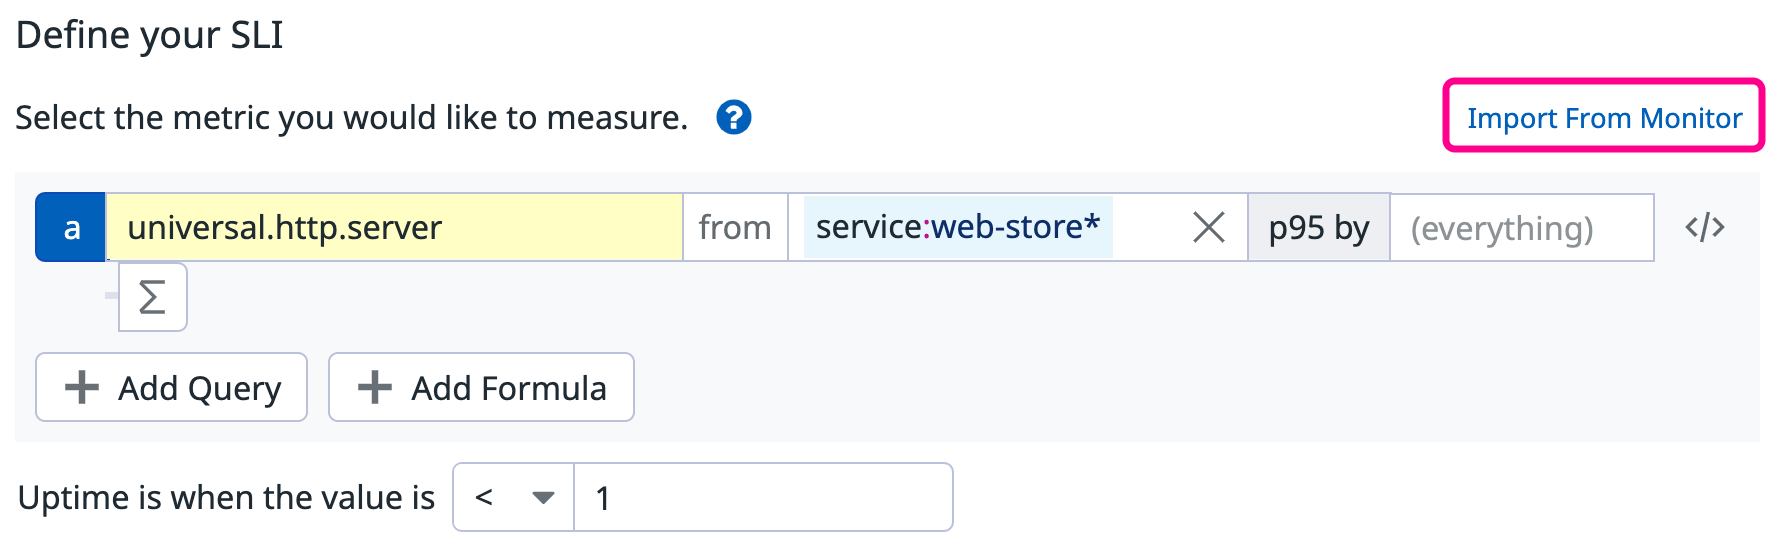 Define your SLI
Select the metric you would like to measure. ? Import From Monitor
a universal.http.server from service:web-store* p95 by (everything) </>
Σ
Add Query Add Formula
Uptime is when the value is < 1